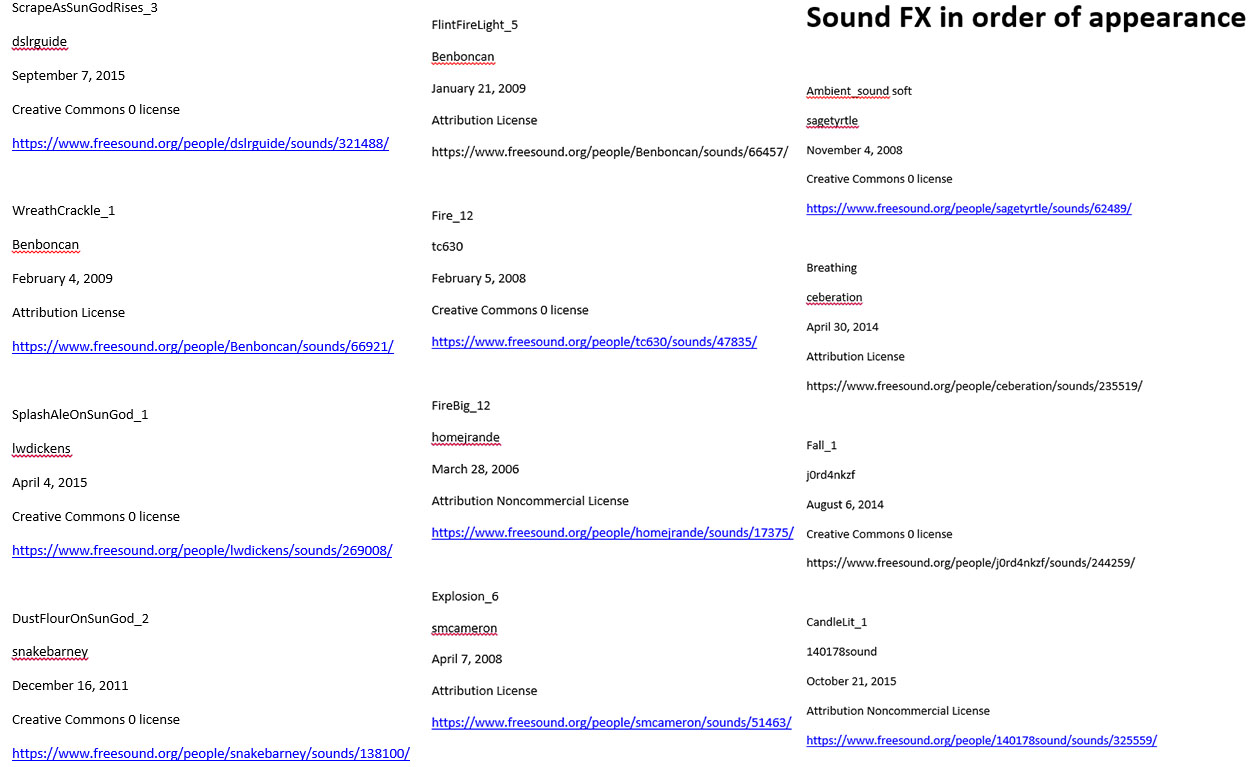 ScrapeAsSunGodRises_3
dslrguide
September 7, 2015
Creative Commons 0 license
https://www.freesound.org/people/dslrguide/sounds/321488/
WreathCrackle_1
Benboncan
February 4, 2009
Attribution License
https://www.freesound.org/people/Benboncan/sounds/66921/
SplashAleOnSunGod_1
lwdickens
April 4, 2015
Creative Commons 0 license
https://www.freesound.org/people/lwdickens/sounds/269008/
DustFlourOnSunGod_2
snakebarney
December 16, 2011
Creative Commons 0 license
https://www.freesound.org/people/snakebarney/sounds/138100/
FlintFireLight_5
Benboncan
January 21, 2009
Attribution License
https://www.freesound.org/people/Benboncan/sounds/66457/
Fire_12
tc630
February 5, 2008
Creative Commons 0 license
https://www.freesound.org/people/tc630/sounds/47835/
FireBig_12
homejrande
March 28, 2006
Attribution Noncommercial License
https://www.freesound.org/people/homejrande/sounds/17375/
Explosion_6
smcameron
April 7, 2008
Attribution License
https://www.freesound.org/people/smcameron/sounds/51463/
Sound FX in order of appearance
Ambient_sound soft
sagetyrtle
November 4, 2008
Creative Commons 0 license
https://www.freesound.org/people/sagetyrtle/sounds/62489/
Breathing
ceberation
April 30, 2014
Attribution License
https://www.freesound.org/people/ceberation/sounds/235519/
Fall_1
j0rd4nkzf
August 6, 2014
Creative Commons 0 license
https://www.freesound.org/people/j0rd4nkzf/sounds/244259/
CandleLit_1
140178sound
October 21, 2015
Attribution Noncommercial License
https://www.freesound.org/people/140178sound/sounds/325559/